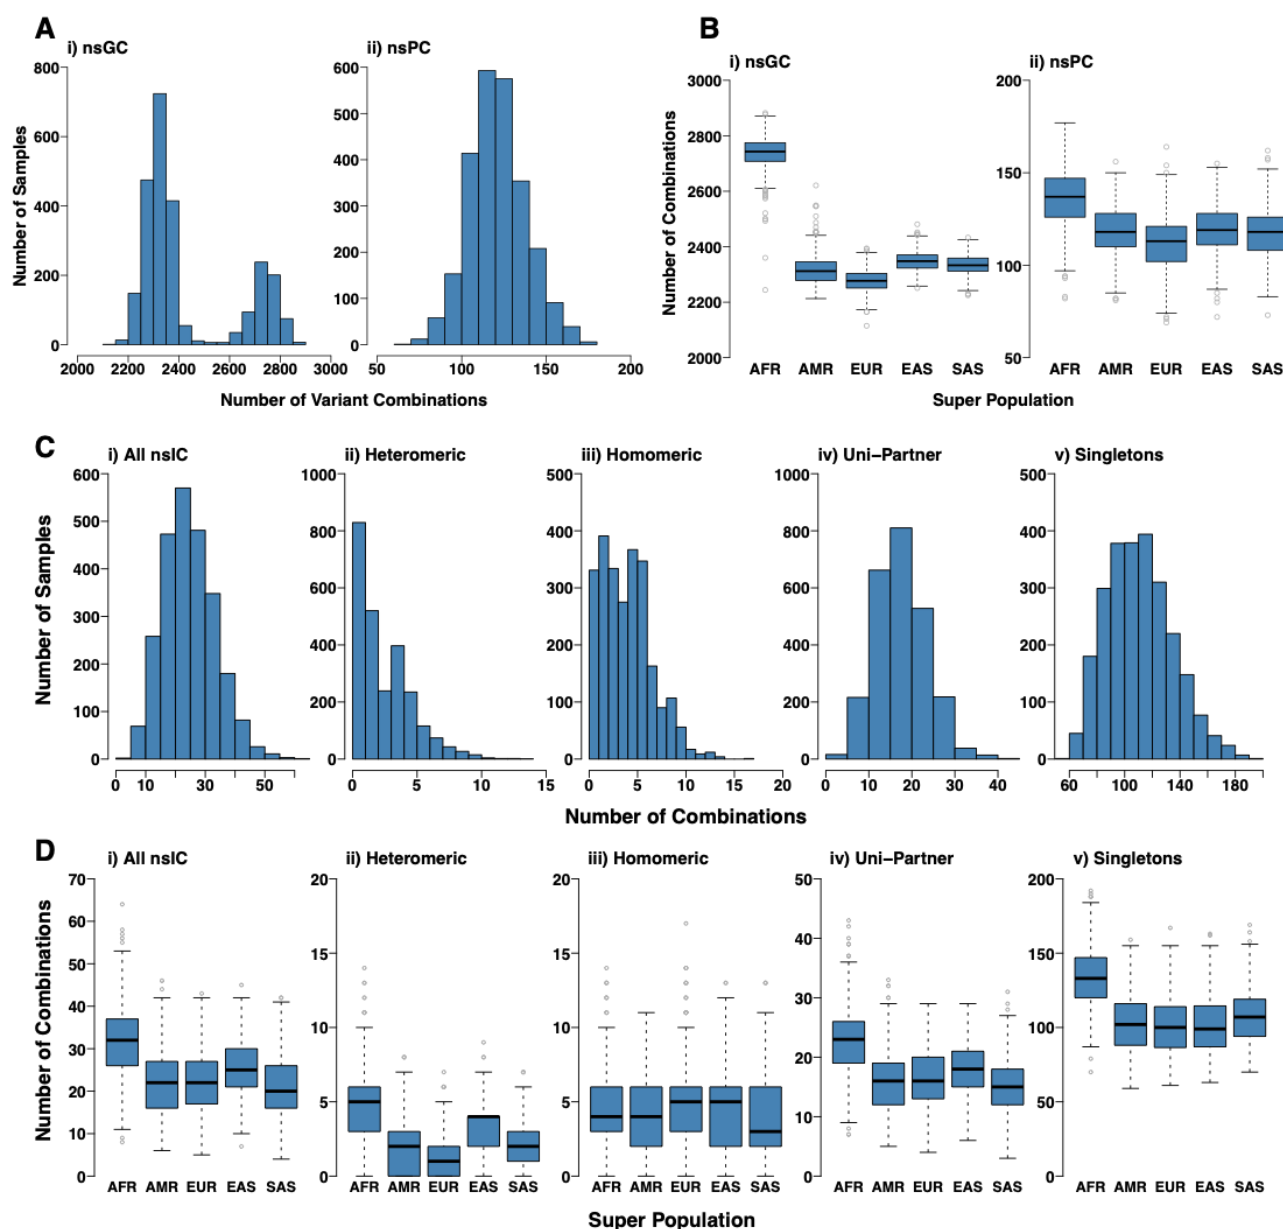 A
i) nsGC
ii) nsPC
Number of Samples
800
600
400
200
0
2000 2200 2400 2600 2800 3000
600
500
400
300
200
100
0
50 100 150 200
Number of Variant Combinations
B
i) nsGC
ii) nsPC
Number of Combinations
3000
2800
2600
2400
2200
2000
AFR AMR EUR EAS SAS
200
150
100
50
AFR AMR EUR EAS SAS
Super Population
C
i) All nsIC
ii) Heteromeric
iii) Homomeric
iv) Uni−Partner
v) Singletons
Number of Samples
600
500
400
300
200
100
0
0 10 30 50
1000
800
600
400
200
0
0 5 10 15
500
400
300
200
100
0
0 5 10 15 20
1000
800
600
400
200
0
0 10 20 30 40
500
400
300
200
100
0
60 100 140 180
Number of Combinations
D
i) All nsIC
ii) Heteromeric
iii) Homomeric
iv) Uni−Partner
v) Singletons
Number of Combinations
70
60
50
40
30
20
10
0
AFR AMR EUR EAS SAS
20
15
10
5
0
AFR AMR EUR EAS SAS
20
15
10
5
0
AFR AMR EUR EAS SAS
50
40
30
20
10
0
AFR AMR EUR EAS SAS
200
150
100
50
0
AFR AMR EUR EAS SAS
Super Population